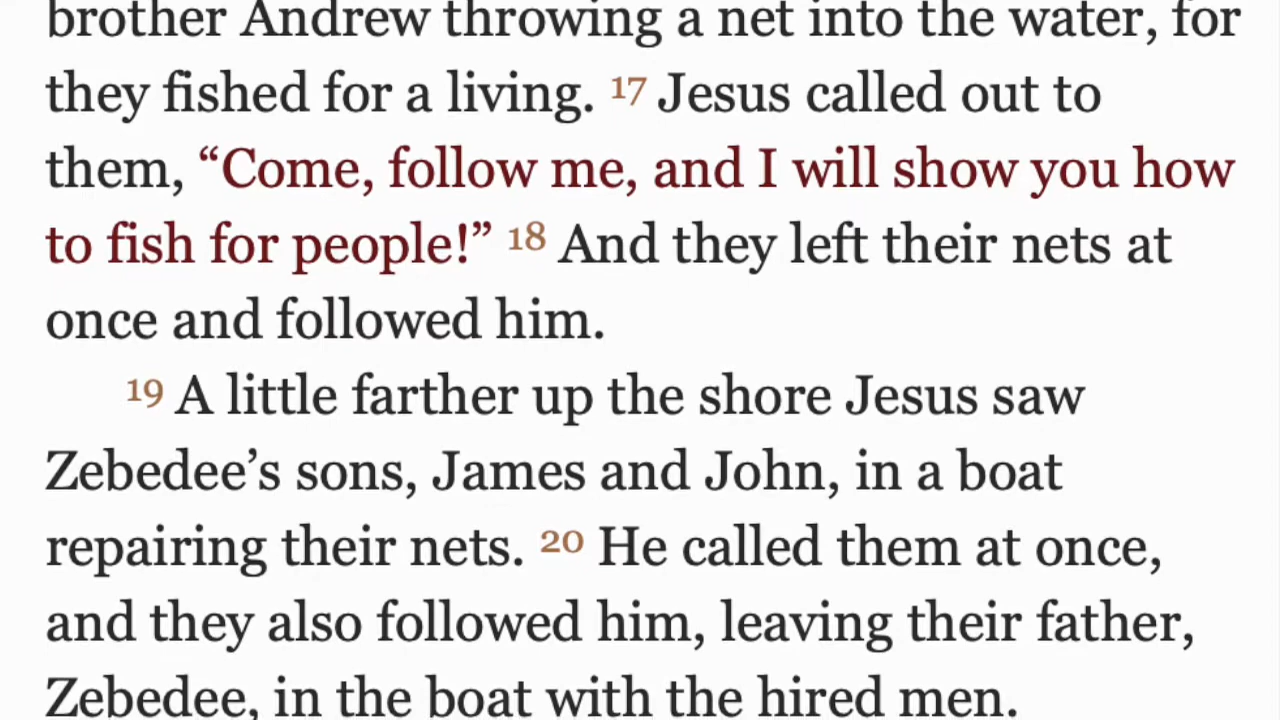 brother Andrew throwing a net into the water, for
they fished for a living. 17 Jesus called out to
them, “Come, follow me, and I will show you how
to fish for people!” 18 And they left their nets at
once and followed him.
19 A little farther up the shore Jesus saw
Zebedee’s sons, James and John, in a boat
repairing their nets. 20 He called them at once,
and they also followed him, leaving their father,
Zebedee, in the boat with the hired men.